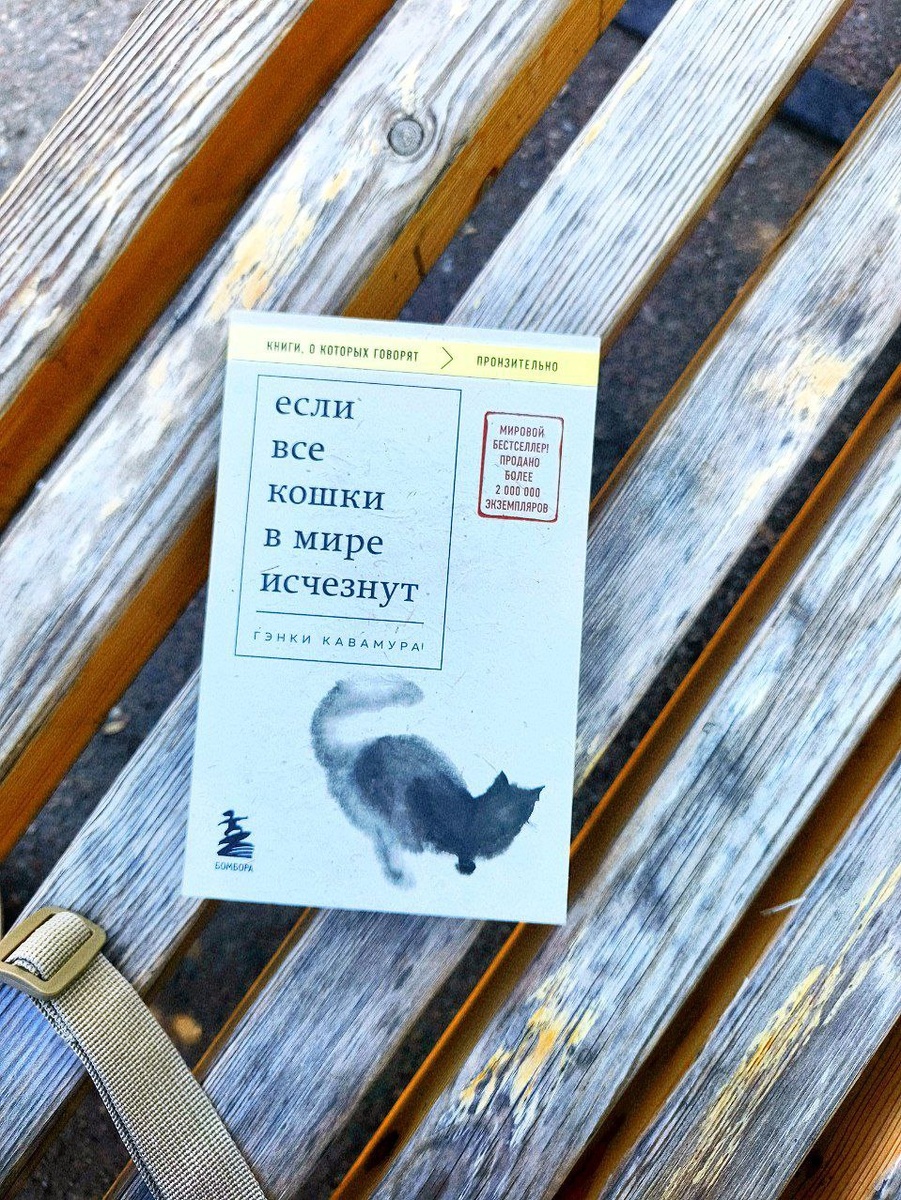 КНИГИ, О КОТОРЫХ ГОВОРЯТ > ПРОНЗИТЕЛЬНО
если
все
кошки
в мире
исчезнут
ГЭНКИ КАВАМУРА
МИРОВОЙ
БЕСТСЕЛЛЕР!
ПРОДАНО
БОЛЕЕ
2 000 000
ЭКЗЕМПЛЯРОВ
БОМБОРА